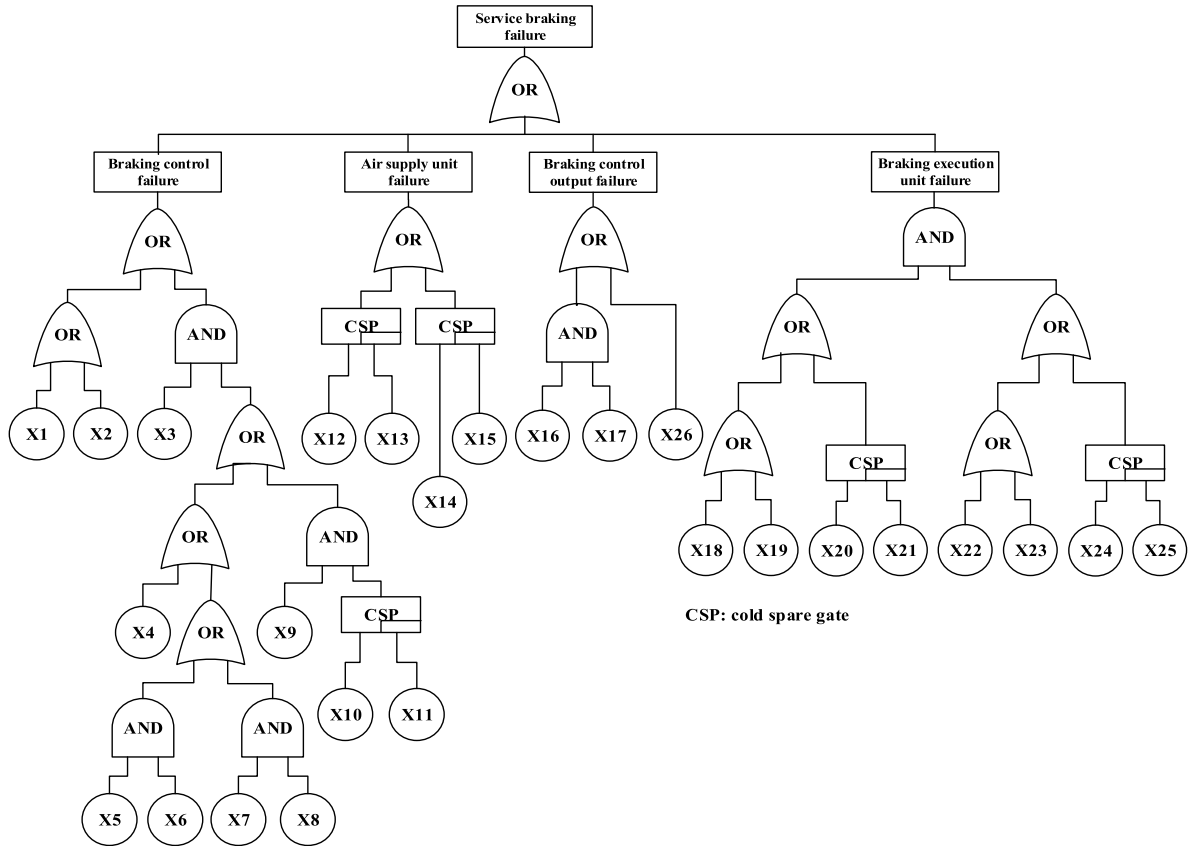 Service braking
failure
OR
Braking control
failure
Air supply unit
failure
Braking control
output failure
Braking execution
unit failure
OR
OR
OR
AND
OR
AND
CSP
CSP
AND
OR
OR
X1
X2
X3
OR
X12
X13
X15
X16
X17
X26
OR
CSP
OR
CSP
X14
OR
AND
X18
X19
X20
X21
X22
X23
X24
X25
X4
OR
X9
CSP
CSP: cold spare gate
AND
AND
X10
X11
X5
X6
X7
X8